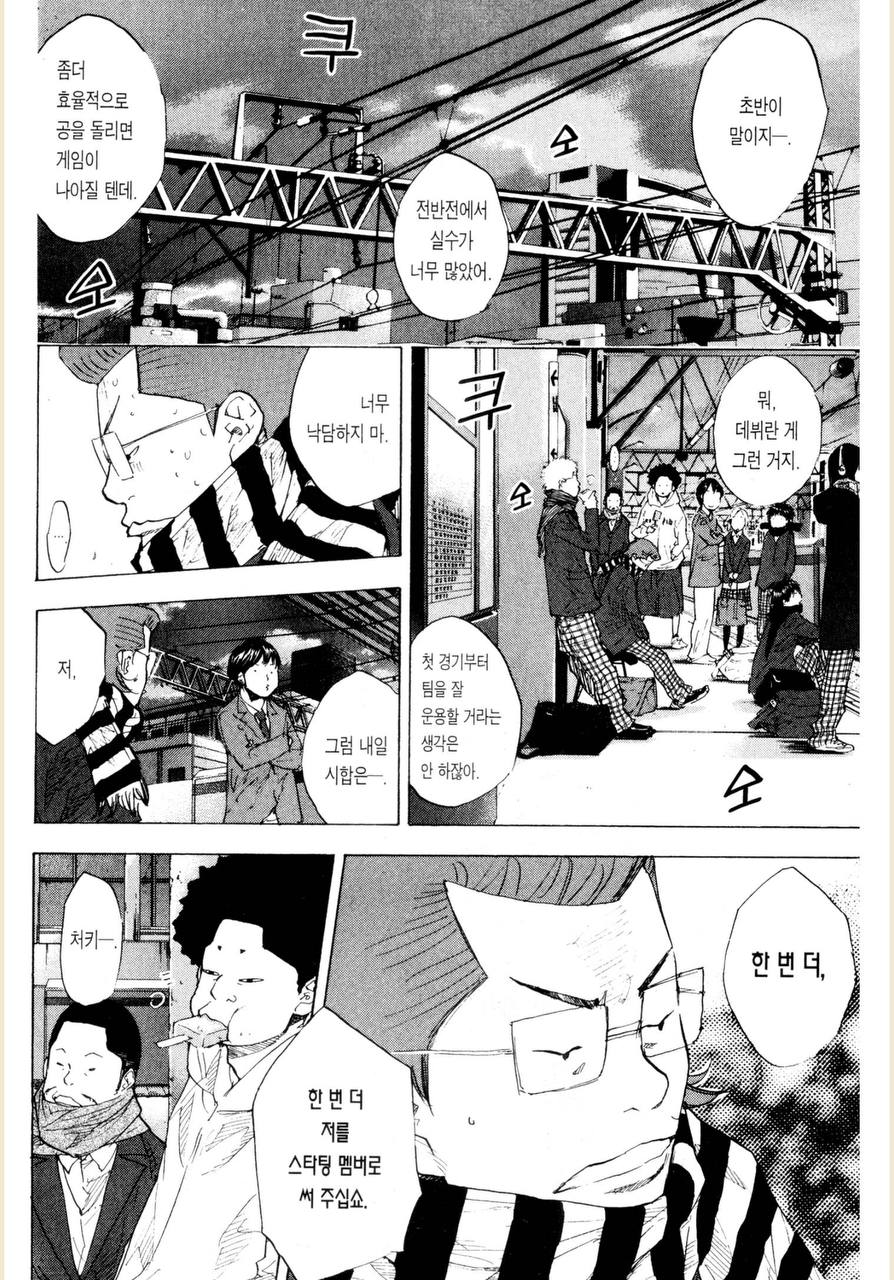 초반이
말이지—.
쿠
소
전반전에서
실수가
너무 많았어.
좀더
효율적으로
공을 돌리면
게임이
나아질 텐데.
소
뭐,
데뷔란 게
그런 거지.
쿠
소
첫 경기부터
팀을 잘
운용할 거라는
생각은
안 하잖아.
소
너무
낙담하지 마.
…
그럼 내일
시합은—.
저,
한 번 더,
한 번 더
저를
스타팅 멤버로
써 주십쇼.
처키—.